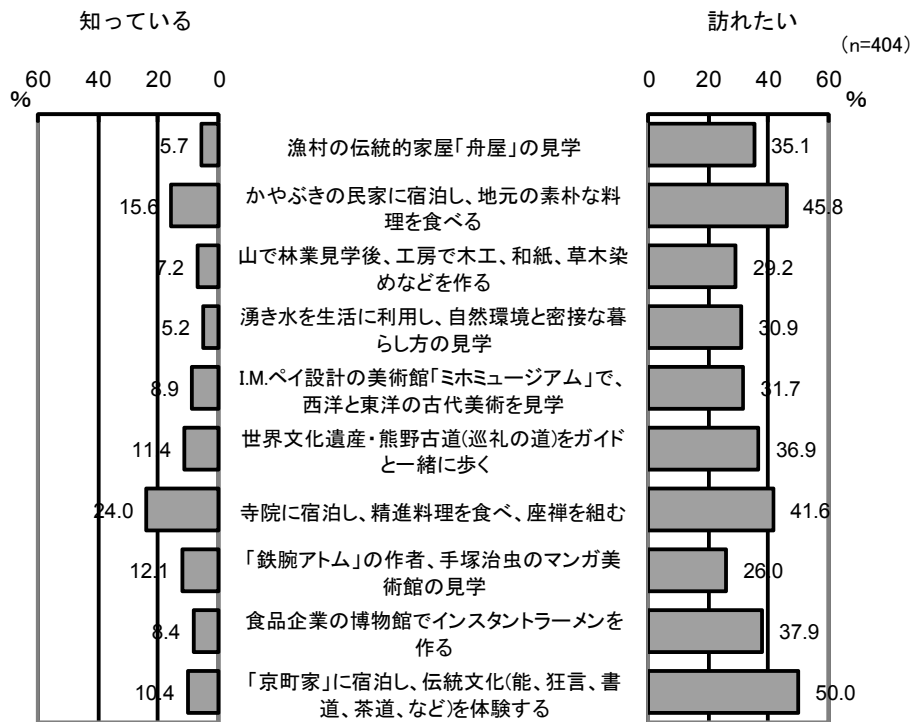 知っている
訪れたい
(n=404)
60 40 20 0
0 20 40 60
%
%
5.7
漁村の伝統的家屋「舟屋」の見学
35.1
15.6
かやぶきの民家に宿泊し、地元の素朴な料
理を食べる
45.8
7.2
山で林業見学後、工房で木工、和紙、草木染
めなどを作る
29.2
5.2
湧き水を生活に利用し、自然環境と密接な暮
らし方の見学
30.9
8.9
I.M.ペイ設計の美術館「ミホミュージアム」で、
西洋と東洋の古代美術を見学
31.7
11.4
世界文化遺産・熊野古道(巡礼の道)をガイド
と一緒に歩く
36.9
24.0
寺院に宿泊し、精進料理を食べ、座禅を組む
41.6
12.1
「鉄腕アトム」の作者、手塚治虫のマンガ美
術館の見学
26.0
8.4
食品企業の博物館でインスタントラーメンを
作る
37.9
10.4
「京町家」に宿泊し、伝統文化(能、狂言、書
道、茶道、など)を体験する
50.0